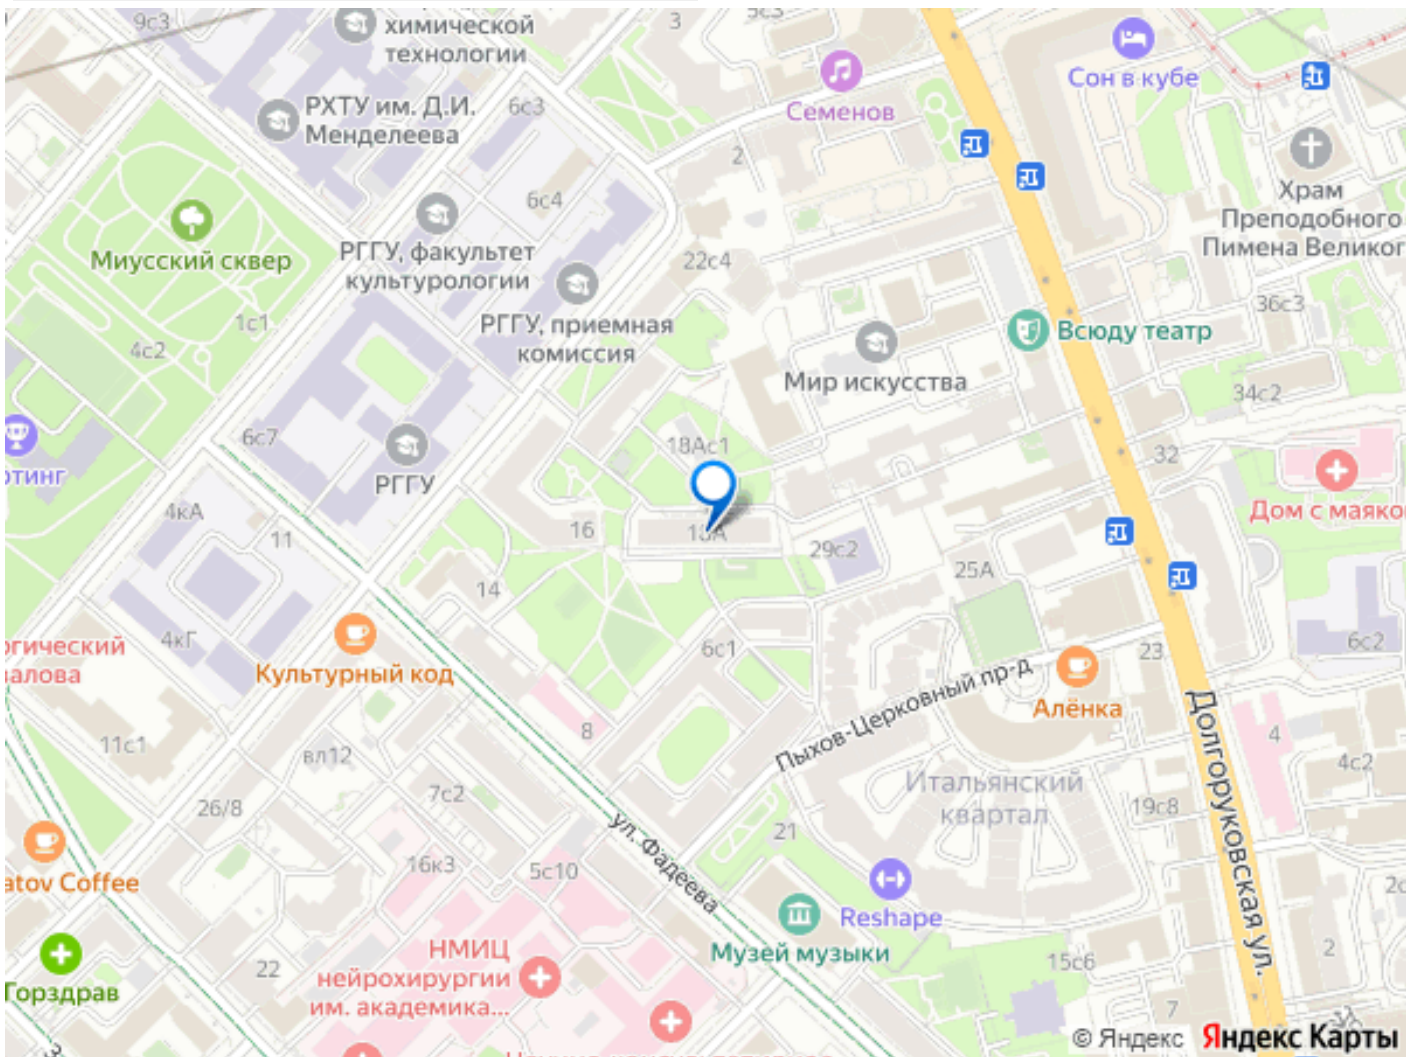 9с3
химической
технологии
3
Сон в кубе
Семенов
РХТУ им. Д.И.
Менделеева
6с3
2
Храм
Преподобного
Пимена Великог
6с4
Миусский сквер
РГГУ, факультет
культурологии
22с4
1с1
4с2
РГГУ, приемная
комиссия
36с3
Всюду театр
Мир искусства
34с2
6с7
РГГУ
18Ас1
32
отинг
4кА
11
16
18А
29с2
25А
Дом с маяко
14
4кГ
огический
залова
Культурный код
6с1
6с2
23
Пыхов-Церковный пр-д
Алёнка
Долгоруковская ул.
11с1
вл12
8
4
4с2
Итальянский
квартал
7с2
26/8
19с8
21
ул. Фадеева
16к3
5с10
atov Coffee
Reshape
Музей музыки
НМИЦ
нейрохирургии
им. академика...
22
Горздрав
15с6
2
7
© Яндекс Яндекс Карты